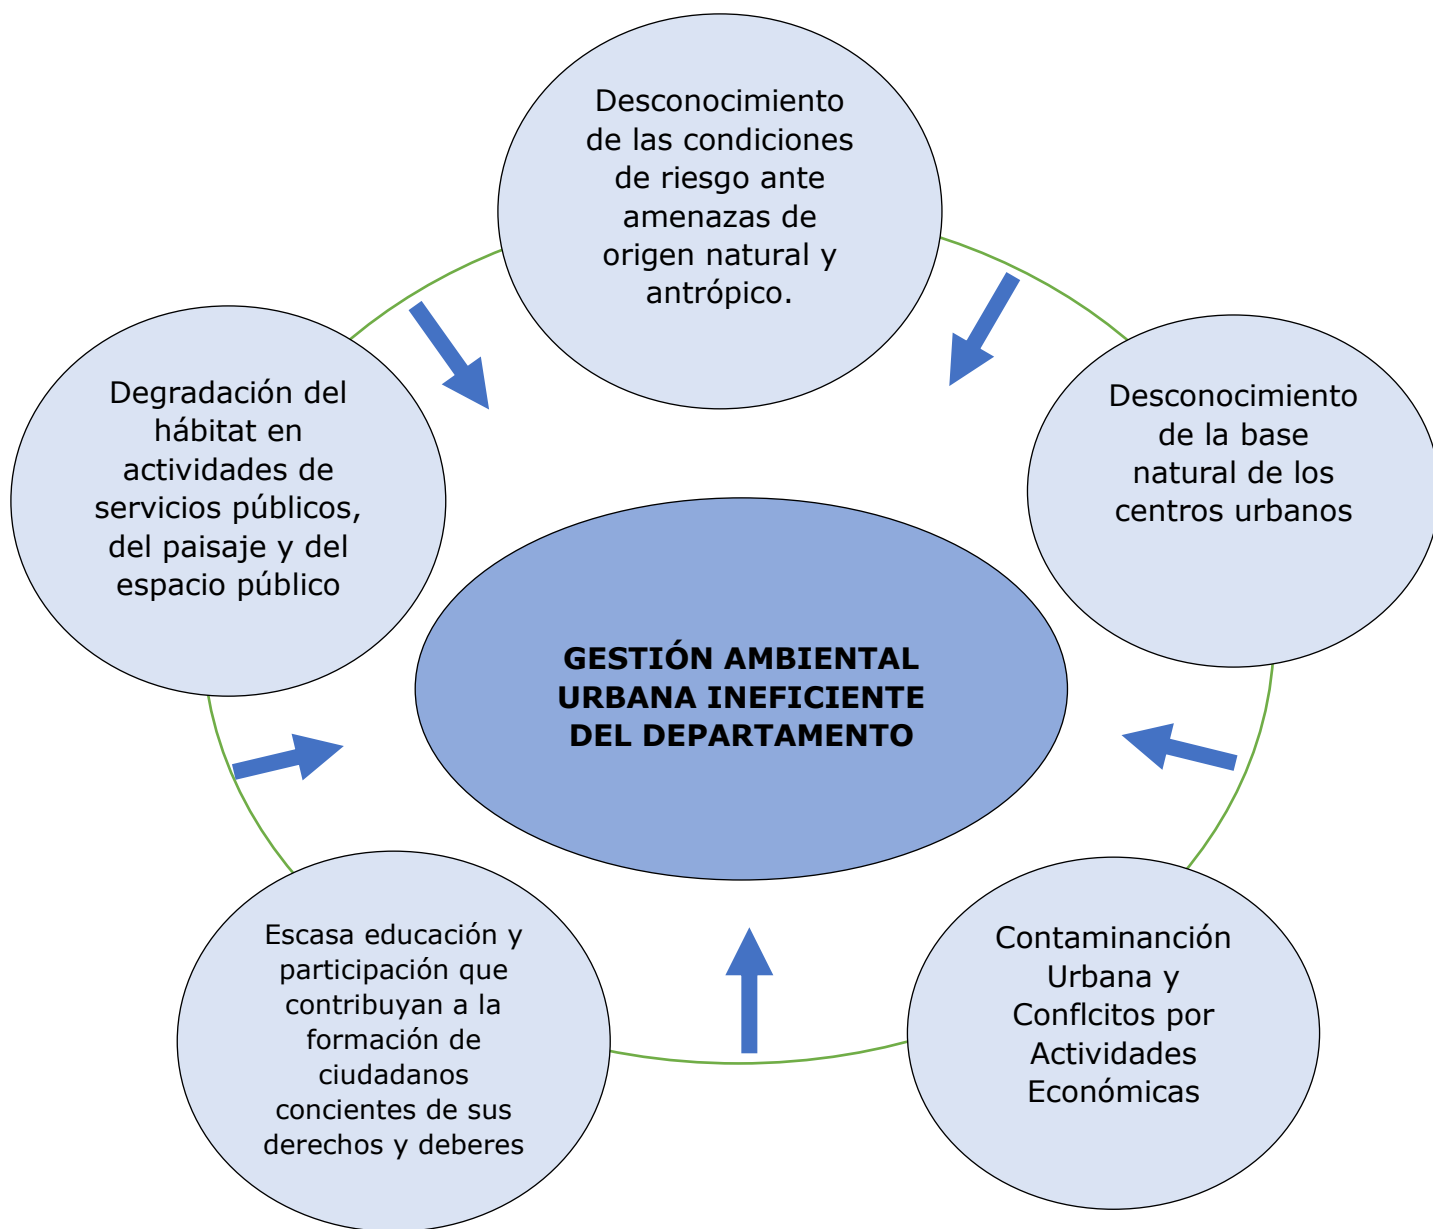 Desconocimiento
de las condiciones
de riesgo ante
amenazas de
origen natural y
antrópico.
Degradación del
hábitat en
actividades de
servicios públicos,
del paisaje y del
espacio público
Desconocimiento
de la base
natural de los
centros urbanos
GESTIÓN AMBIENTAL
URBANA INEFICIENTE
DEL DEPARTAMENTO
Escasa educación y
participación que
contribuyan a la
formación de
ciudadanos
concientes de sus
derechos y deberes
Contaminanción
Urbana y
Conflcitos por
Actividades
Económicas